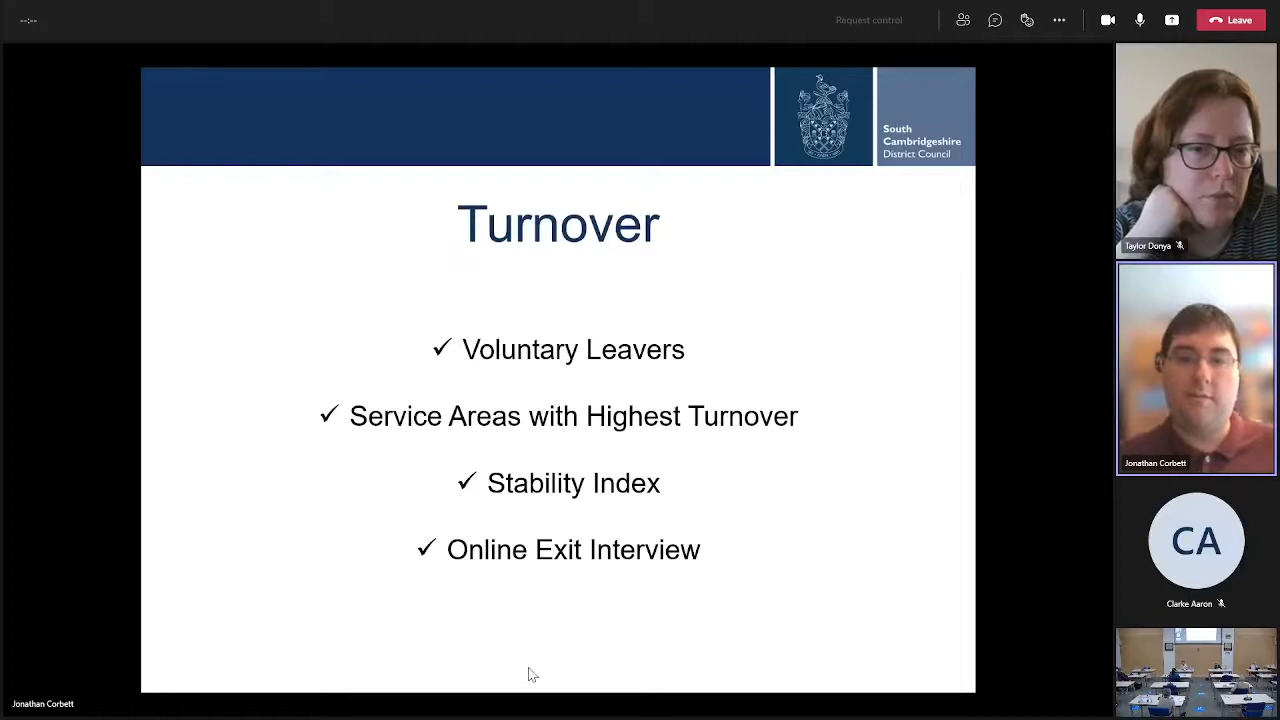 --:--
Request control
Leave
South
Cambridgeshire
District Council
Turnover
✓ Voluntary Leavers
✓ Service Areas with Highest Turnover
✓ Stability Index
✓ Online Exit Interview
Taylor Donya
Jonathan Corbett
CA
Clarke Aaron
Jonathan Corbett